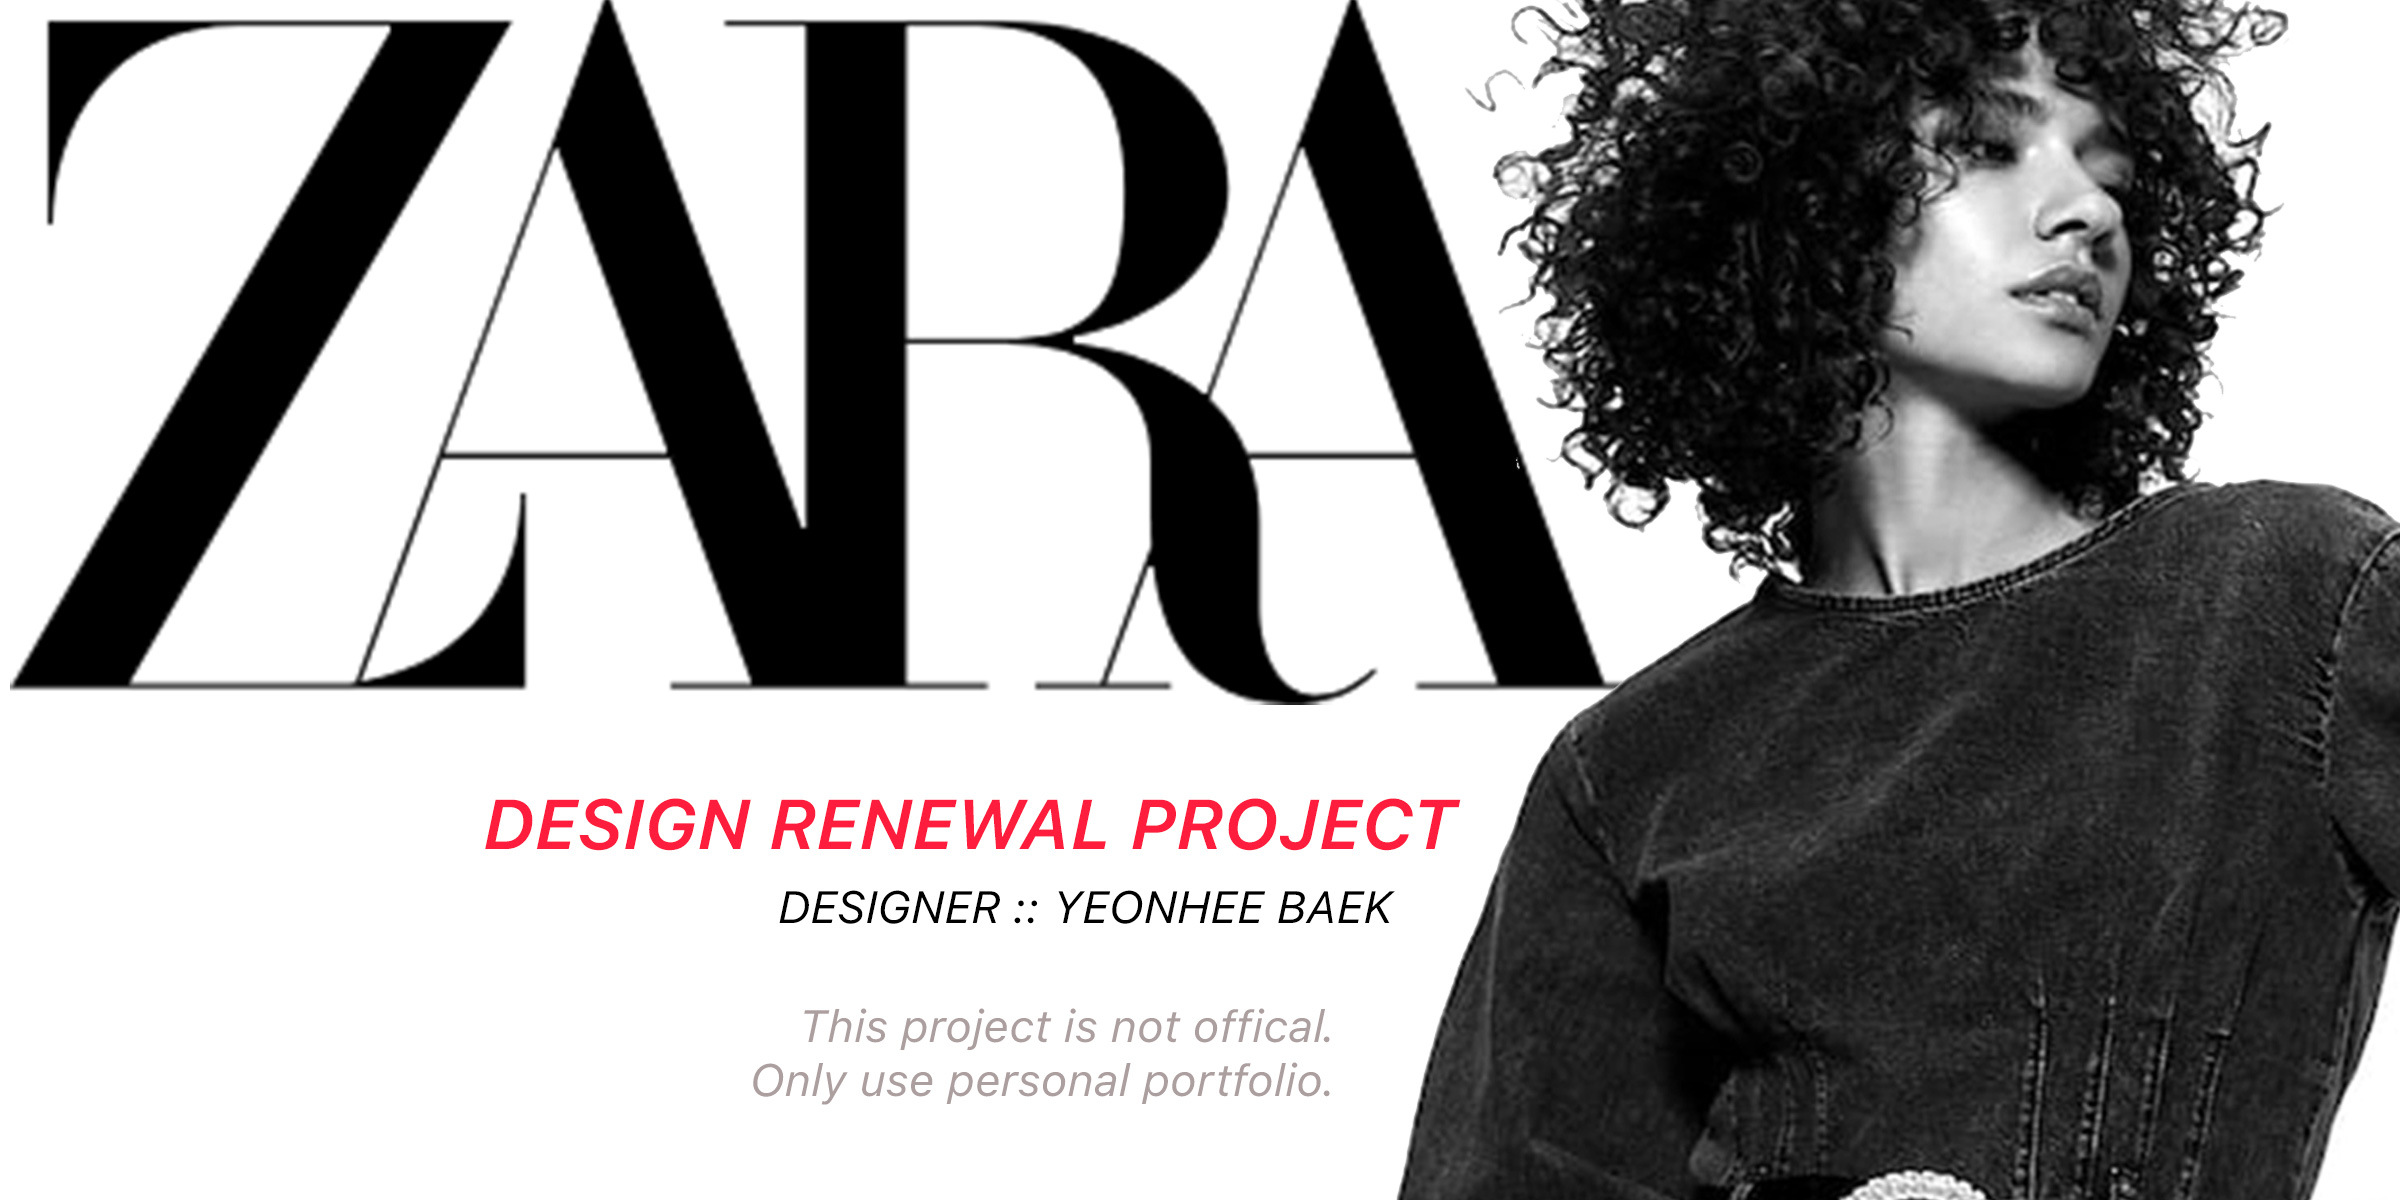 ZARA
DESIGN RENEWAL PROJECT
DESIGNER :: YEONHEE BAEK
This project is not offical.
Only use personal portfolio.